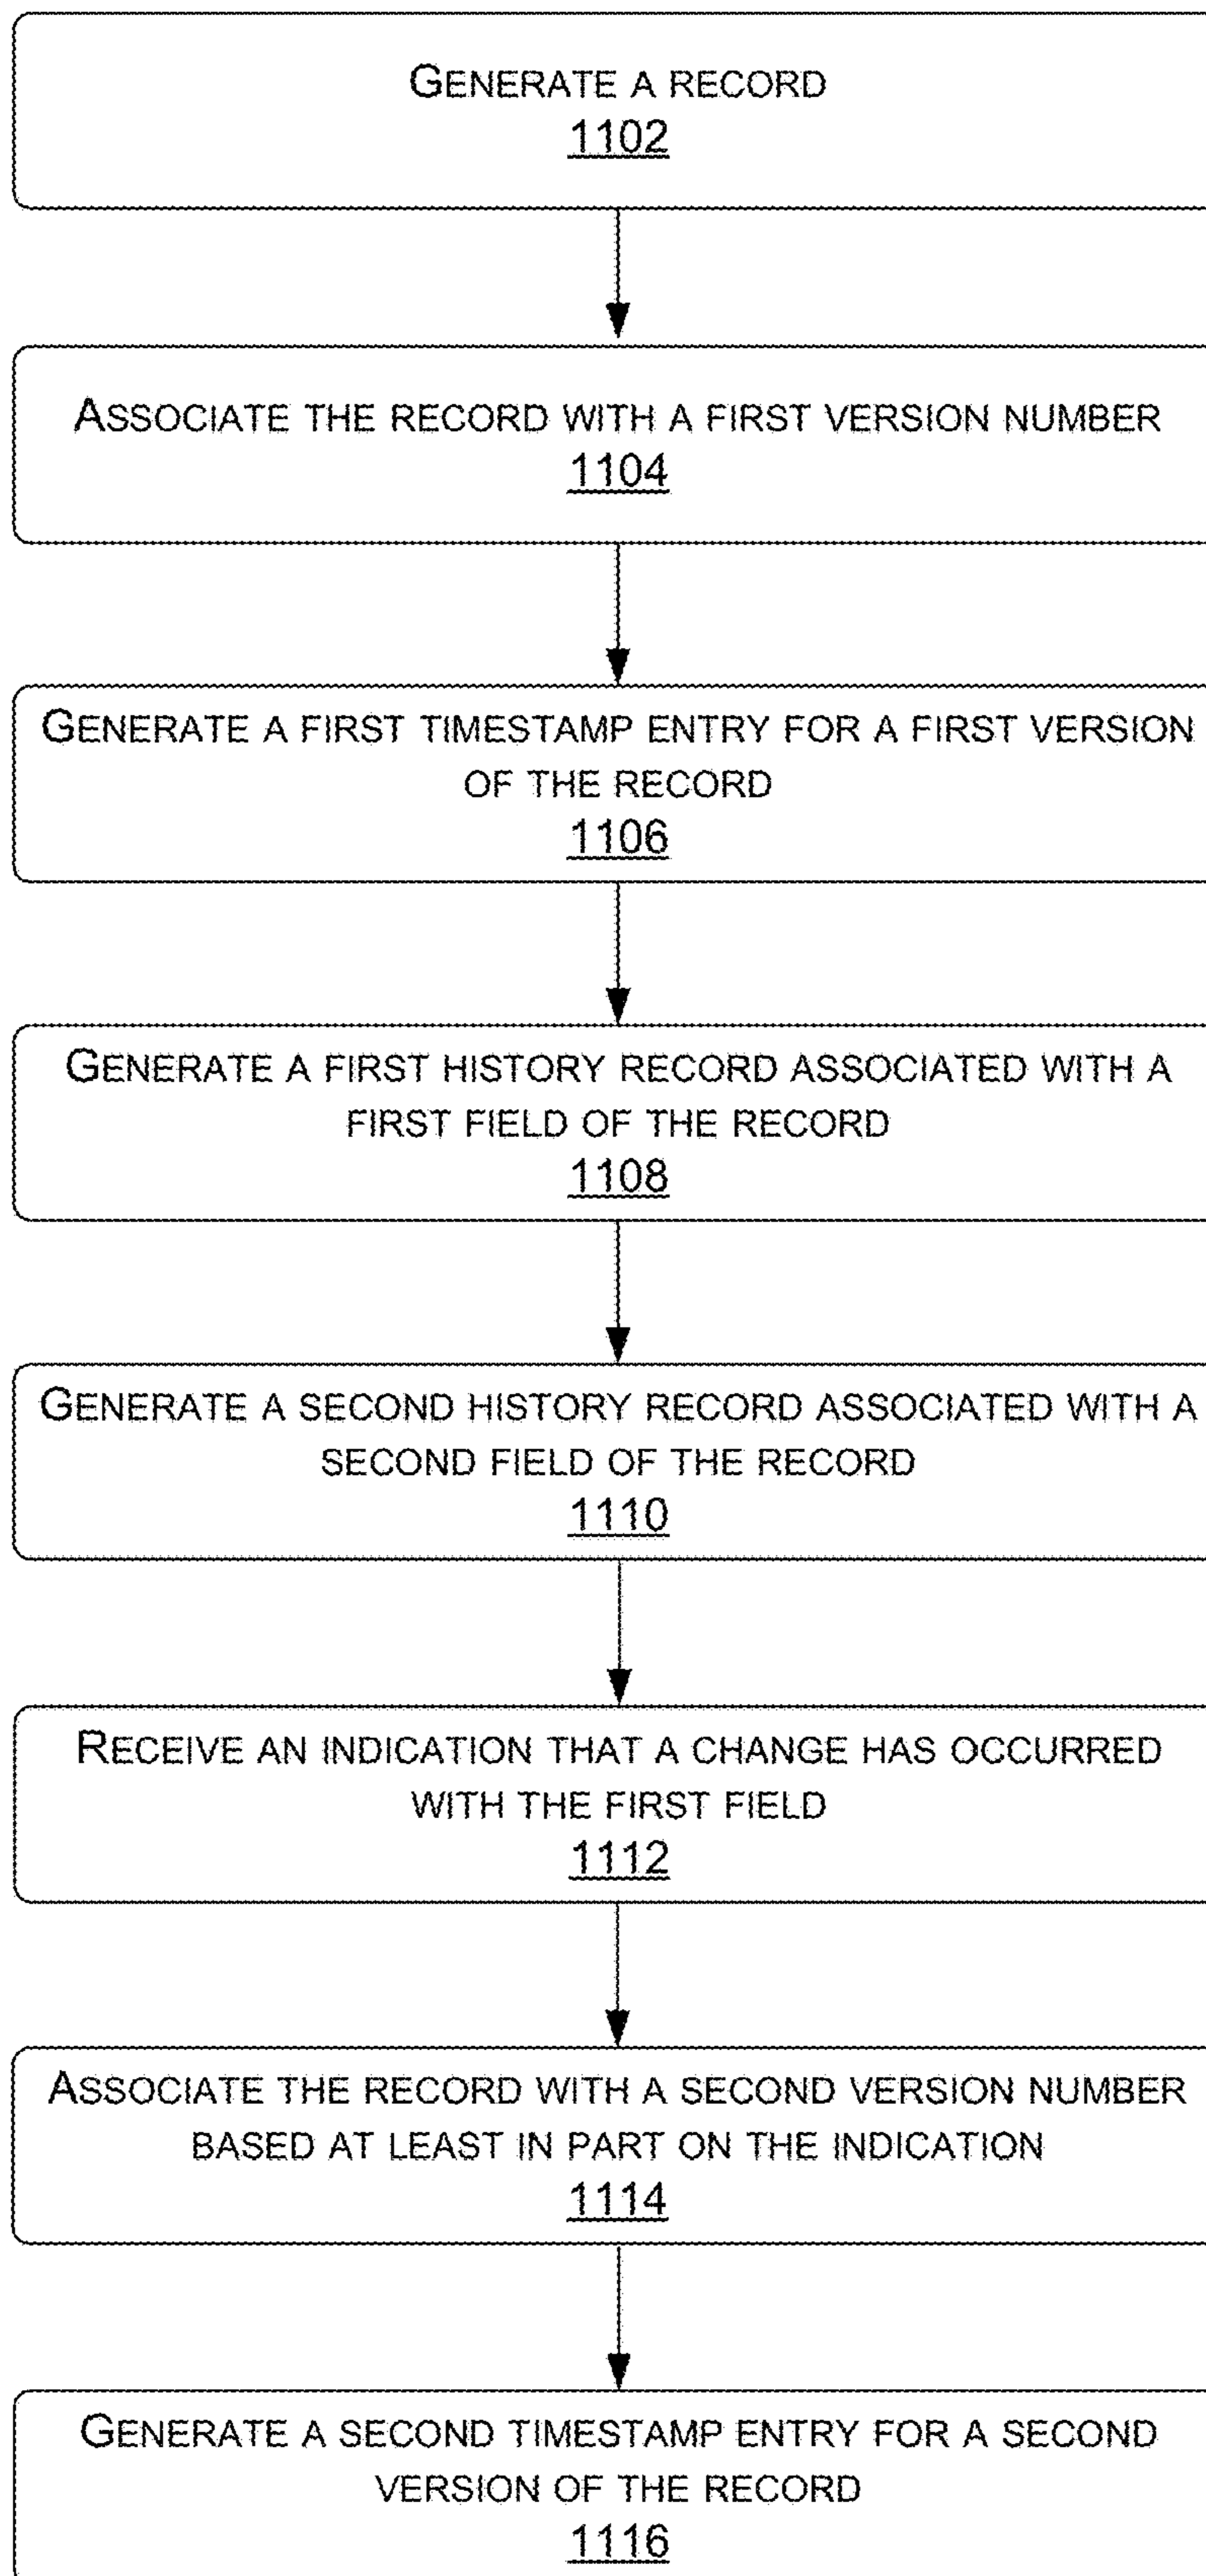 GENERATE A RECORD
1102
ASSOCIATE THE RECORD WITH A FIRST VERSION NUMBER
1104
GENERATE A FIRST TIMESTAMP ENTRY FOR A FIRST VERSION
OF THE RECORD
1106
GENERATE A FIRST HISTORY RECORD ASSOCIATED WITH A
FIRST FIELD OF THE RECORD
1108
GENERATE A SECOND HISTORY RECORD ASSOCIATED WITH A
SECOND FIELD OF THE RECORD
1110
RECEIVE AN INDICATION THAT A CHANGE HAS OCCURRED
WITH THE FIRST FIELD
1112
ASSOCIATE THE RECORD WITH A SECOND VERSION NUMBER
BASED AT LEAST IN PART ON THE INDICATION
1114
GENERATE A SECOND TIMESTAMP ENTRY FOR A SECOND
VERSION OF THE RECORD
1116